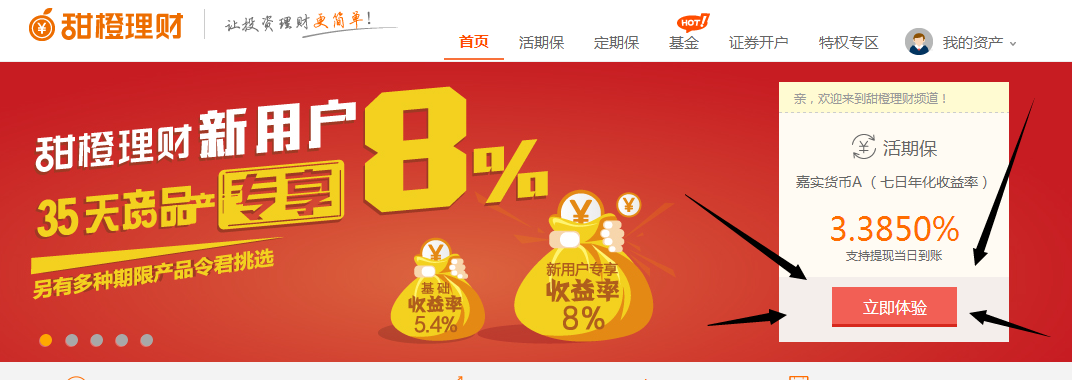 甜橙理财
让投资理财更简单!
HOT!
首页 活期保 定期保 基金 证券开户 特权专区 我的资产
甜橙理财新用户8%
35天商品产专享
另有多种期限产品令君挑选
基础
收益率
5.4%
新用户专享
收益率
8%
亲，欢迎来到甜橙理财频道！
活期保
嘉实货币A（七日年化收益率）
3.3850%
支持提现当日到账
立即体验